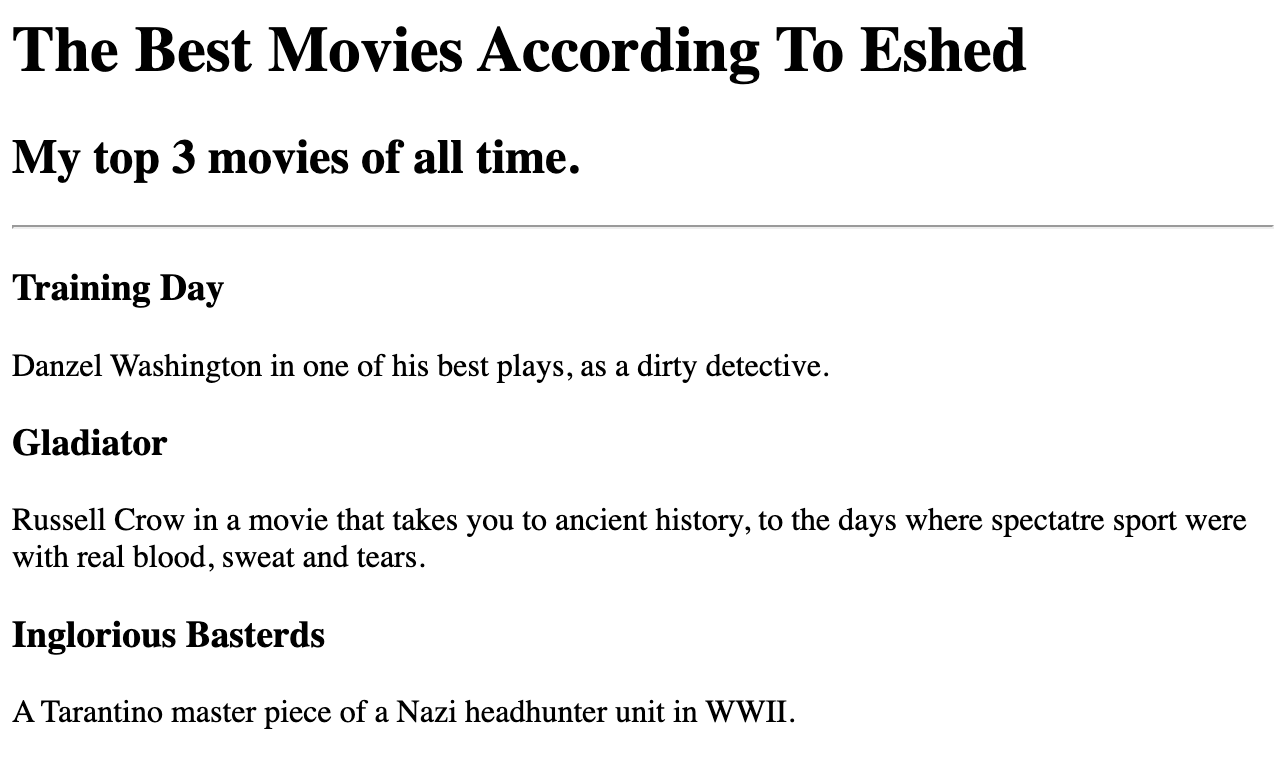 The Best Movies According To Eshed
My top 3 movies of all time.
Training Day
Danzel Washington in one of his best plays, as a dirty detective.
Gladiator
Russell Crow in a movie that takes you to ancient history, to the days where spectatre sport were
with real blood, sweat and tears.
Inglorious Basterds
A Tarantino master piece of a Nazi headhunter unit in WWII.